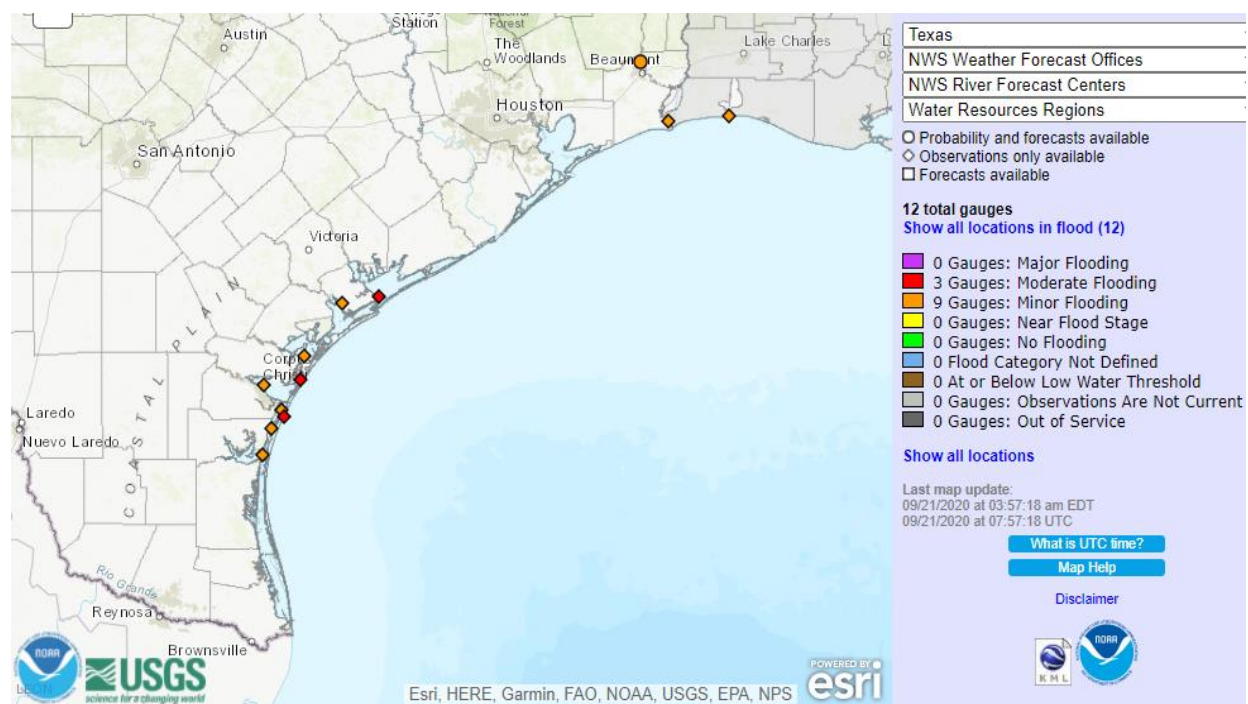 Station
Forest
Austin
The
Woodlands
Beaumont
Lake Charles
Houston
San Antonio
Victoria
COASTAL PLAIN
Corpus
Christi
Laredo
Nuevo Laredo
Rio Grande
Reynosa
Brownsville
NOAA
USGS
science for a changing world
Esri, HERE, Garmin, FAO, NOAA, USGS, EPA, NPS
POWERED BY
esri
Texas
NWS Weather Forecast Offices
NWS River Forecast Centers
Water Resources Regions
Probability and forecasts available
Observations only available
Forecasts available
12 total gauges
Show all locations in flood (12)
0 Gauges: Major Flooding
3 Gauges: Moderate Flooding
9 Gauges: Minor Flooding
0 Gauges: Near Flood Stage
0 Gauges: No Flooding
0 Flood Category Not Defined
0 At or Below Low Water Threshold
0 Gauges: Observations Are Not Current
0 Gauges: Out of Service
Show all locations
Last map update:
09/21/2020 at 03:57:18 am EDT
09/21/2020 at 07:57:18 UTC
What is UTC time?
Map Help
Disclaimer
KML
NOAA